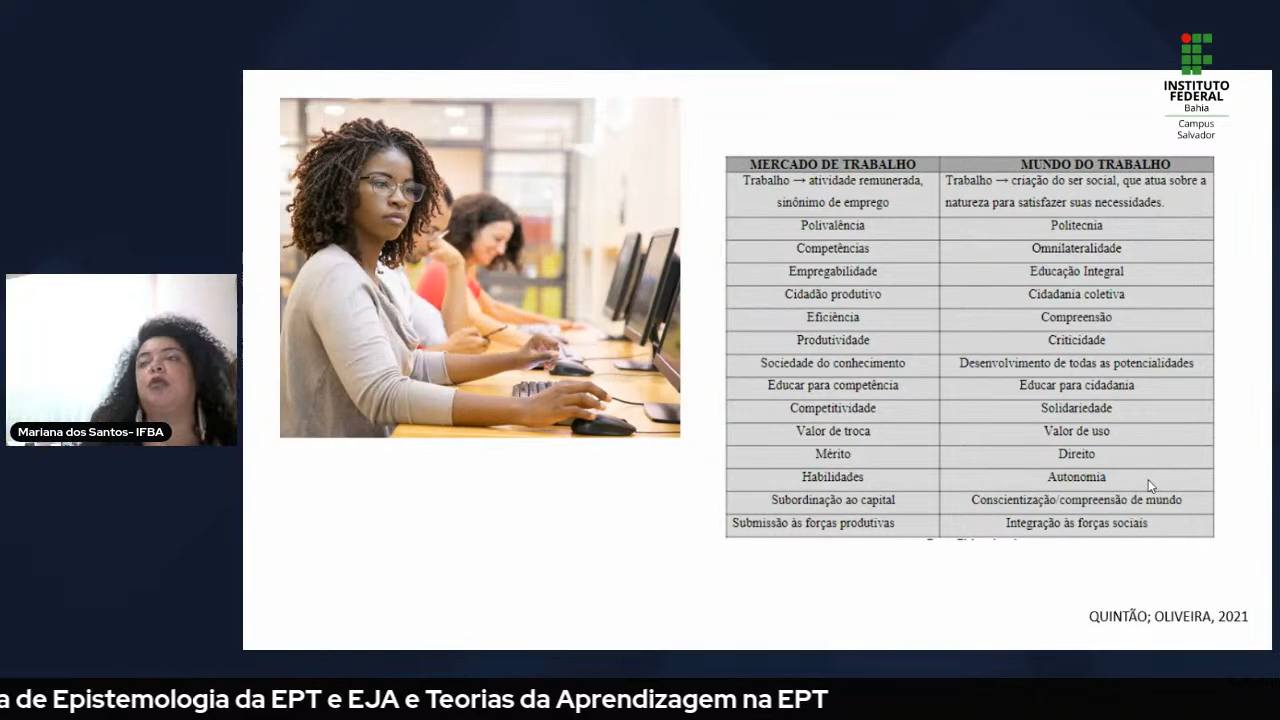 INSTITUTO
FEDERAL
Bahia
Campus
Salvador
MERCADO DE TRABALHO
MUNDO DO TRABALHO
Trabalho → atividade remunerada,
sinônimo de emprego
Trabalho → criação do ser social, que atua sobre a
natureza para satisfazer suas necessidades.
Polivalência
Politecnia
Competências
Omnilateralidade
Empregabilidade
Educação Integral
Cidadão produtivo
Cidadania coletiva
Eficiência
Compreensão
Produtividade
Criticidade
Sociedade do conhecimento
Desenvolvimento de todas as potencialidades
Educar para competência
Educar para cidadania
Competitividade
Solidariedade
Valor de troca
Valor de uso
Mérito
Direito
Habilidades
Autonomia
Subordinação ao capital
Conscientização/compreensão de mundo
Submissão às forças produtivas
Integração às forças sociais
QUINTÃO; OLIVEIRA, 2021
Mariana dos Santos- IFBA
a de Epistemologia da EPT e EJA e Teorias da Aprendizagem na EPT